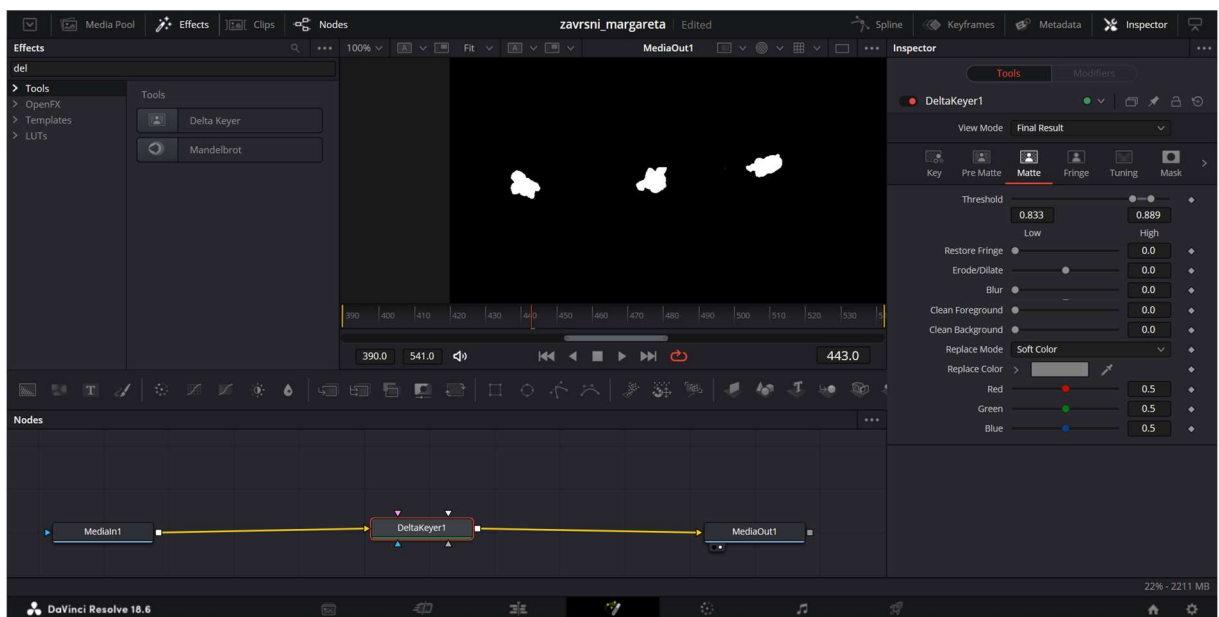 Media Pool Effects Clips Nodes zavrsni_margareta Edited Spline Keyframes Metadata Inspector
Effects
del
Tools
OpenFX
Templates
LUTs
Tools
Delta Keyer
Mandelbrot
100% A Fit A MediaOut1
390 400 410 420 430 440 450 460 470 480 490 500 510 520 530
390.0 541.0 443.0
T
Nodes
MediaIn1 DeltaKeyer1 MediaOut1
Inspector
Tools Modifiers
DeltaKeyer1
View Mode Final Result
Key Pre Matte Matte Fringe Tuning Mask
Threshold
0.833 0.889
Low High
Restore Fringe 0.0
Erode/Dilate 0.0
Blur 0.0
Clean Foreground 0.0
Clean Background 0.0
Replace Mode Soft Color
Replace Color
Red 0.5
Green 0.5
Blue 0.5
22% - 2211 MB
DaVinci Resolve 18.6